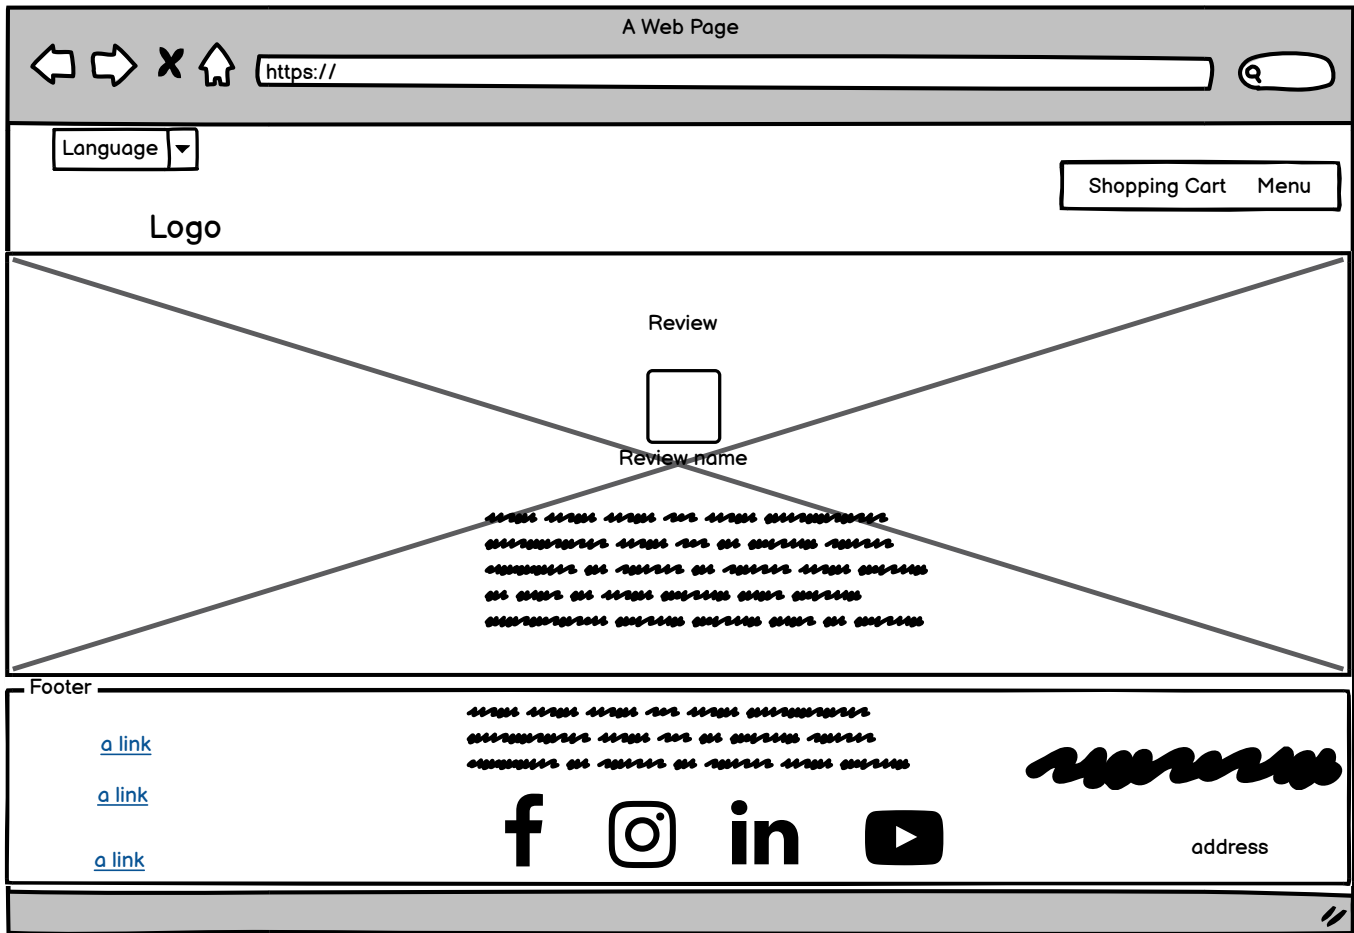 A Web Page
https://
Language
Shopping Cart Menu
Logo
Review
Review name
Footer
a link
a link
a link
address